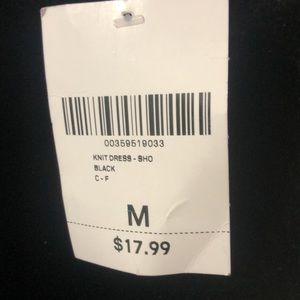 00359519033
KNIT DRESS - SHO
BLACK
C - F
M
$17.99